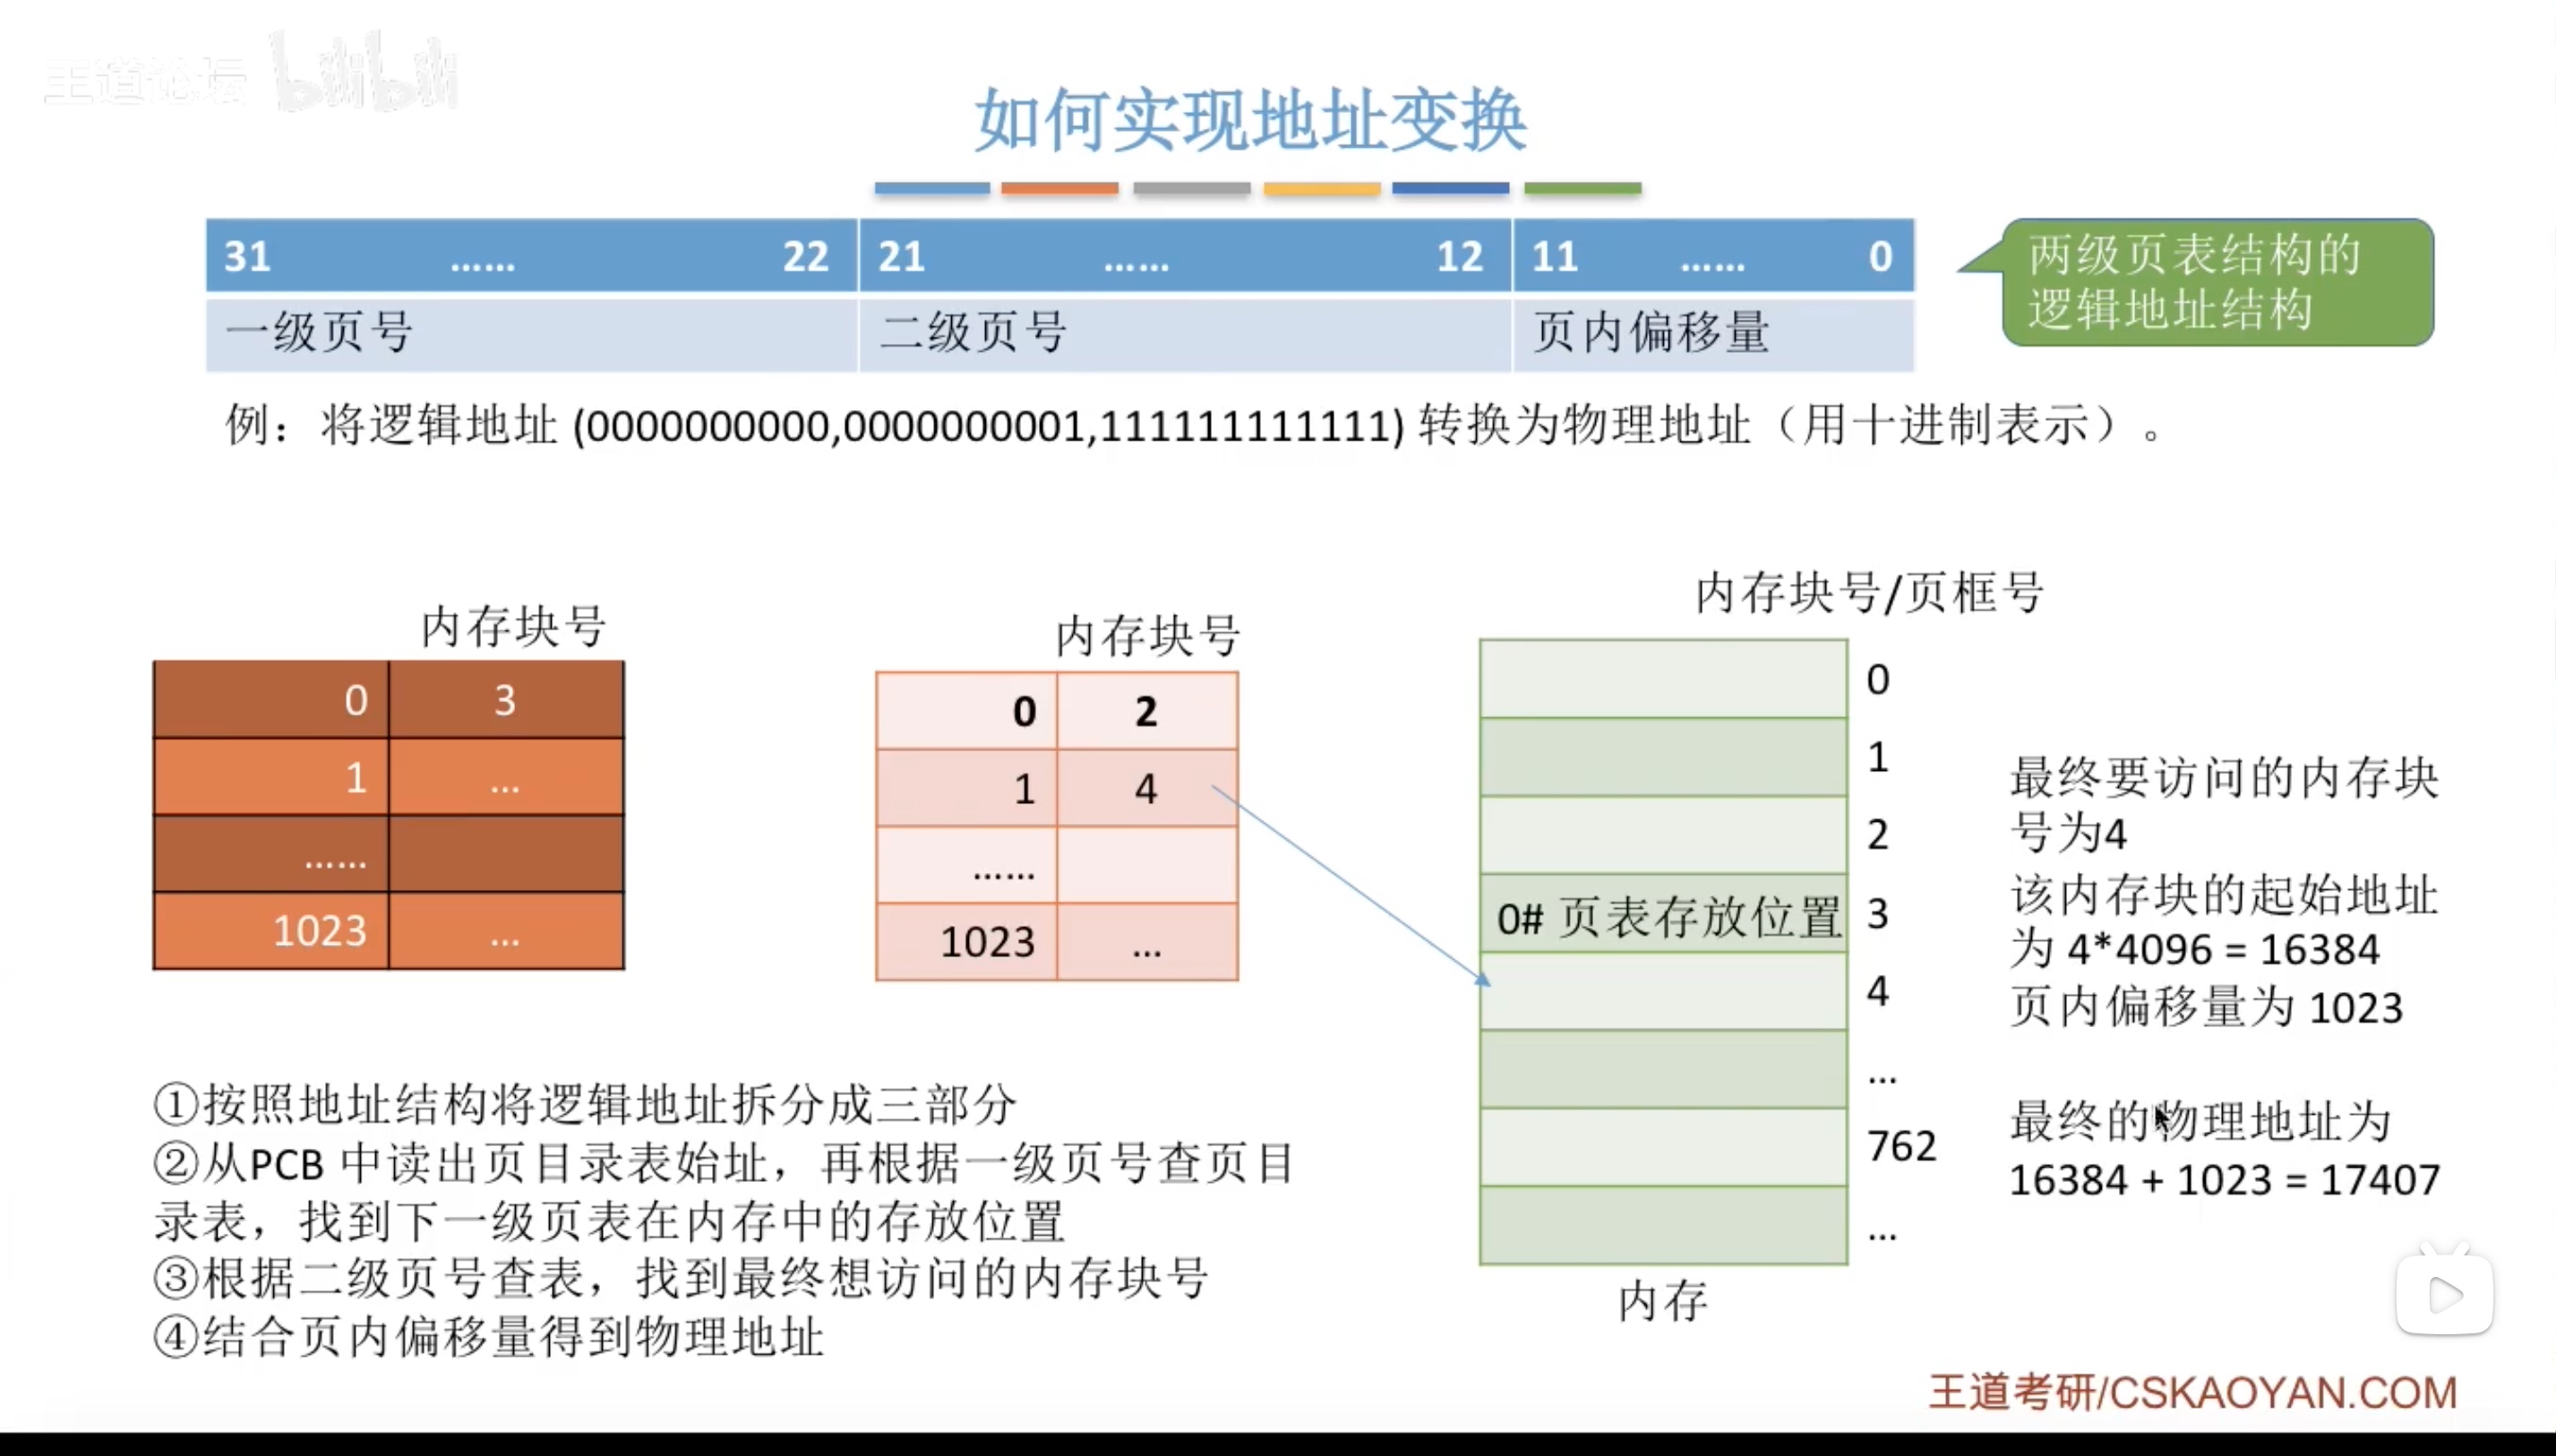 王道论坛 bilibili
如何实现地址变换
31 …… 22 21 …… 12 11 …… 0
一级页号 二级页号 页内偏移量
两级页表结构的
逻辑地址结构
例：将逻辑地址 (0000000000,0000000001,111111111111) 转换为物理地址（用十进制表示）。
内存块号
0 3
1 …
……
1023 …
内存块号
0 2
1 4
……
1023 …
内存块号/页框号
0
1
2
0# 页表存放位置 3
4
…
762
…
内存
最终要访问的内存块
号为4
该内存块的起始地址
为 4*4096 = 16384
页内偏移量为 1023
最终的物理地址为
16384 + 1023 = 17407
①按照地址结构将逻辑地址拆分成三部分
②从PCB 中读出页目录表始址，再根据一级页号查页目
录表，找到下一级页表在内存中的存放位置
③根据二级页号查表，找到最终想访问的内存块号
④结合页内偏移量得到物理地址
王道考研/CSKAOYAN.COM